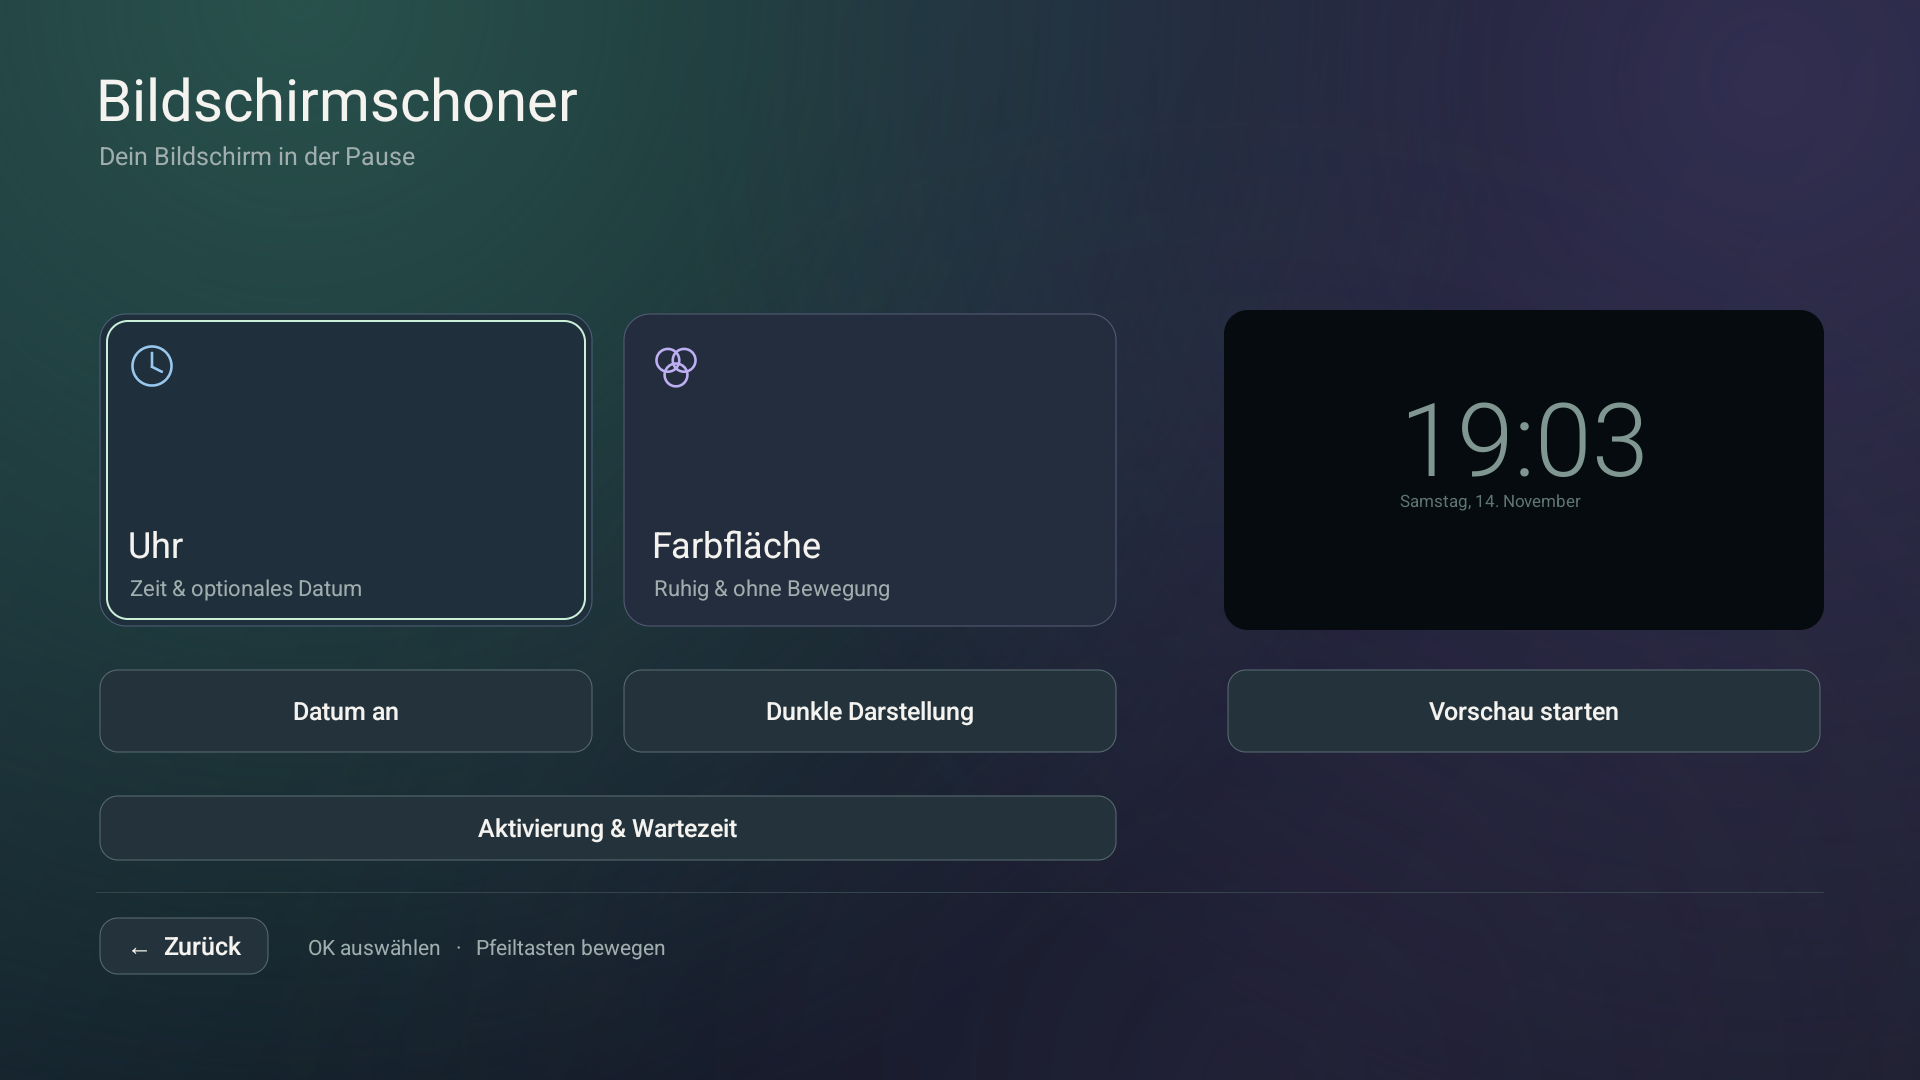 Bildschirmschoner
Dein Bildschirm in der Pause
Uhr
Zeit & optionales Datum
Farbfläche
Ruhig & ohne Bewegung
19:03
Samstag, 14. November
Datum an
Dunkle Darstellung
Vorschau starten
Aktivierung & Wartezeit
← Zurück
OK auswählen · Pfeiltasten bewegen